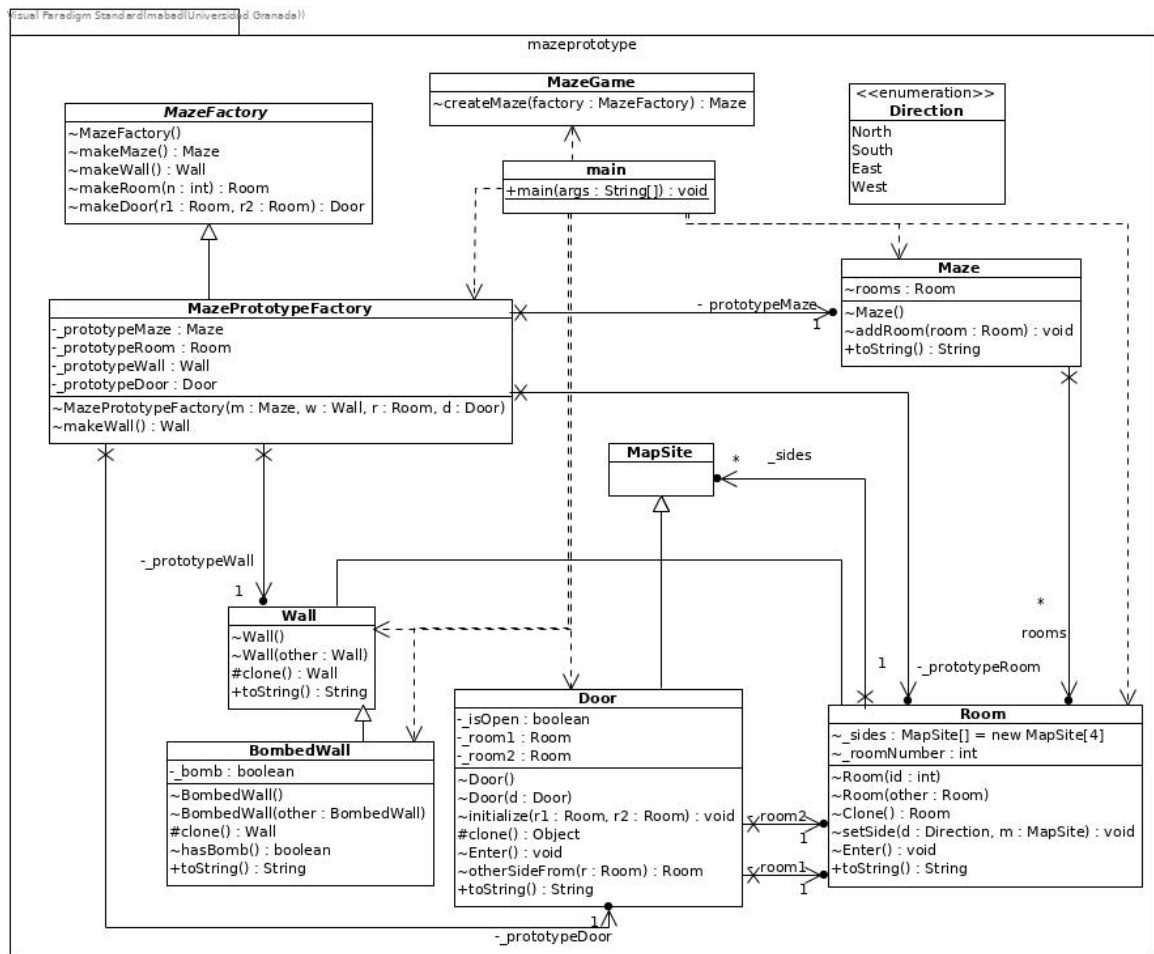 Visual Paradigm Standard(mabad(Universidad Granada))
mazeprototype
MazeGame
~createMaze(factory : MazeFactory) : Maze
<<enumeration>>
Direction
North
South
East
West
MazeFactory
~MazeFactory()
~makeMaze() : Maze
~makeWall() : Wall
~makeRoom(n : int) : Room
~makeDoor(r1 : Room, r2 : Room) : Door
main
+main(args : String[]) : void
Maze
~rooms : Room
~Maze()
~addRoom(room : Room) : void
+toString() : String
MazePrototypeFactory
-_prototypeMaze : Maze
-_prototypeRoom : Room
-_prototypeWall : Wall
-_prototypeDoor : Door
~MazePrototypeFactory(m : Maze, w : Wall, r : Room, d : Door)
~makeWall() : Wall
-_prototypeMaze
1
MapSite
*
_sides
-_prototypeWall
1
*
rooms
1
-_prototypeRoom
Wall
~Wall()
~Wall(other : Wall)
#clone() : Wall
+toString() : String
BombedWall
-_bomb : boolean
~BombedWall()
~BombedWall(other : BombedWall)
#clone() : Wall
~hasBomb() : boolean
+toString() : String
Door
-_isOpen : boolean
-_room1 : Room
-_room2 : Room
~Door()
~Door(d : Door)
~initialize(r1 : Room, r2 : Room) : void
#clone() : Object
~Enter() : void
~otherSideFrom(r : Room) : Room
+toString() : String
-_room2
1
-_room1
1
Room
~_sides : MapSite[] = new MapSite[4]
~_roomNumber : int
~Room(id : int)
~Room(other : Room)
~Clone() : Room
~setSide(d : Direction, m : MapSite) : void
~Enter() : void
+toString() : String
1
-_prototypeDoor